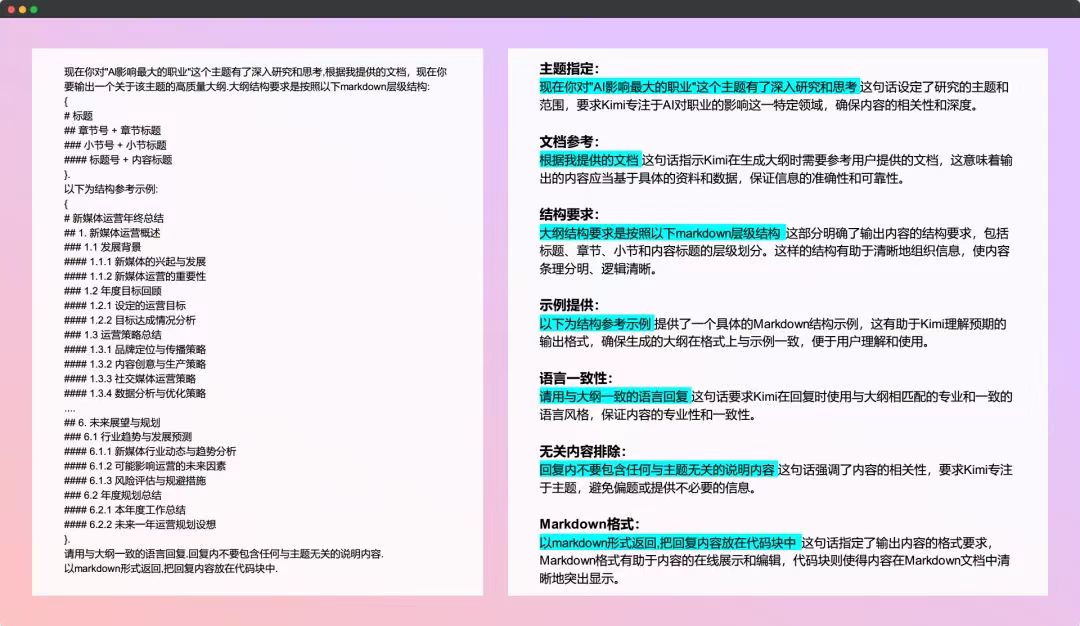 现在你对"AI影响最大的职业"这个主题有了深入研究和思考,根据我提供的文档，现在你
要输出一个关于该主题的高质量大纲.大纲结构要求是按照以下markdown层级结构:
{
# 标题
## 章节号 + 章节标题
### 小节号 + 小节标题
#### 标题号 + 内容标题
}.
以下为结构参考示例:
{
# 新媒体运营年终总结
## 1. 新媒体运营概述
### 1.1 发展背景
#### 1.1.1 新媒体的兴起与发展
#### 1.1.2 新媒体运营的重要性
### 1.2 年度目标回顾
#### 1.2.1 设定的运营目标
#### 1.2.2 目标达成情况分析
### 1.3 运营策略总结
#### 1.3.1 品牌定位与传播策略
#### 1.3.2 内容创意与生产策略
#### 1.3.3 社交媒体运营策略
#### 1.3.4 数据分析与优化策略
....
## 6. 未来展望与规划
### 6.1 行业趋势与发展预测
#### 6.1.1 新媒体行业动态与趋势分析
#### 6.1.2 可能影响运营的未来因素
#### 6.1.3 风险评估与规避措施
### 6.2 年度规划总结
#### 6.2.1 本年度工作总结
#### 6.2.2 未来一年运营规划设想
}.
请用与大纲一致的语言回复.回复内不要包含任何与主题无关的说明内容.
以markdown形式返回,把回复内容放在代码块中.
主题指定：
现在你对"AI影响最大的职业"这个主题有了深入研究和思考 这句话设定了研究的主题和
范围，要求Kimi专注于AI对职业的影响这一特定领域，确保内容的相关性和深度。
文档参考：
根据我提供的文档 这句话指示Kimi在生成大纲时需要参考用户提供的文档，这意味着输
出的内容应当基于具体的资料和数据，保证信息的准确性和可靠性。
结构要求：
大纲结构要求是按照以下markdown层级结构 这部分明确了输出内容的结构要求，包括
标题、章节、小节和内容标题的层级划分。这样的结构有助于清晰地组织信息，使内容
条理分明、逻辑清晰。
示例提供：
以下为结构参考示例 提供了一个具体的Markdown结构示例，这有助于Kimi理解预期的
输出格式，确保生成的大纲在格式上与示例一致，便于用户理解和使用。
语言一致性：
请用与大纲一致的语言回复 这句话要求Kimi在回复时使用与大纲相匹配的专业和一致的
语言风格，保证内容的专业性和一致性。
无关内容排除：
回复内不要包含任何与主题无关的说明内容 这句话强调了内容的相关性，要求Kimi专注
于主题，避免偏题或提供不必要的信息。
Markdown格式：
以markdown形式返回,把回复内容放在代码块中 这句话指定了输出内容的格式要求，
Markdown格式有助于内容的在线展示和编辑，代码块则使得内容在Markdown文档中清
晰地突出显示。